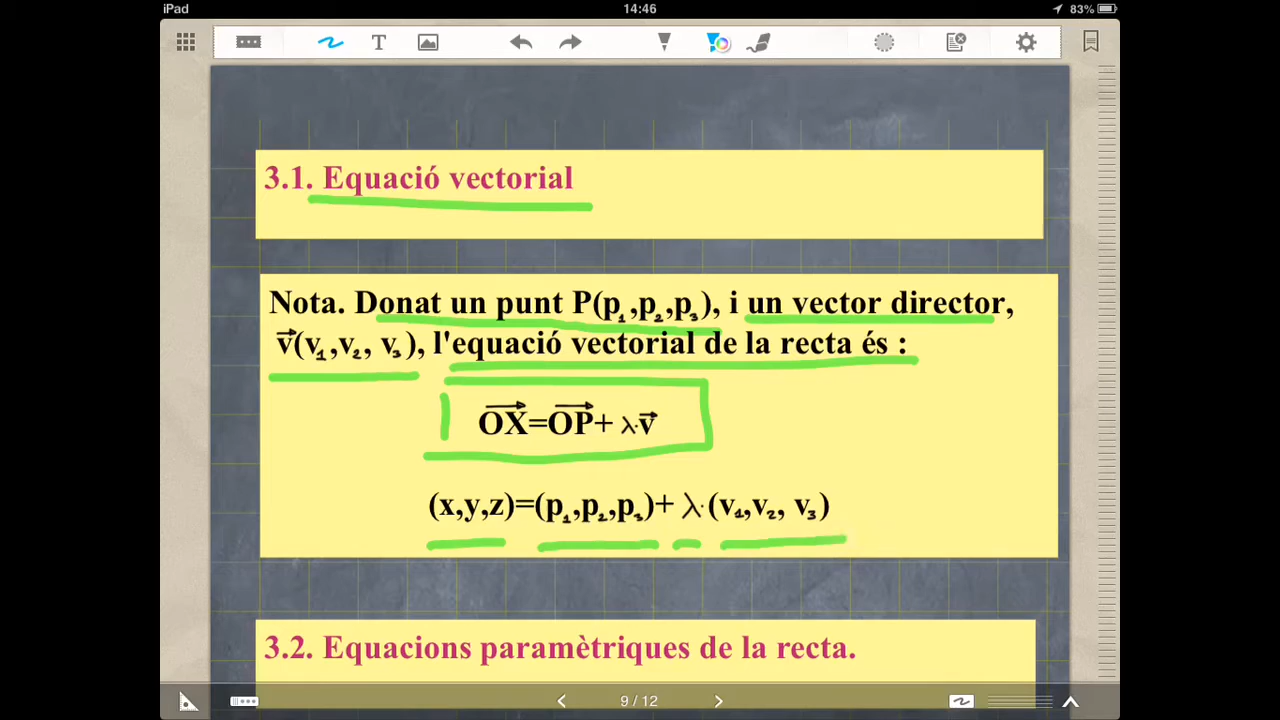 iPad 14:46 83%
T
3.1. Equació vectorial
Nota. Donat un punt P(p₁,p₂,p₃), i un vector director,
v⃗(v₁,v₂, v₃), l'equació vectorial de la recta és :
OX⃗=OP⃗+ λ·v⃗
(x,y,z)=(p₁,p₂,p₃)+ λ·(v₁,v₂, v₃)
3.2. Equacions paramètriques de la recta.
9 / 12